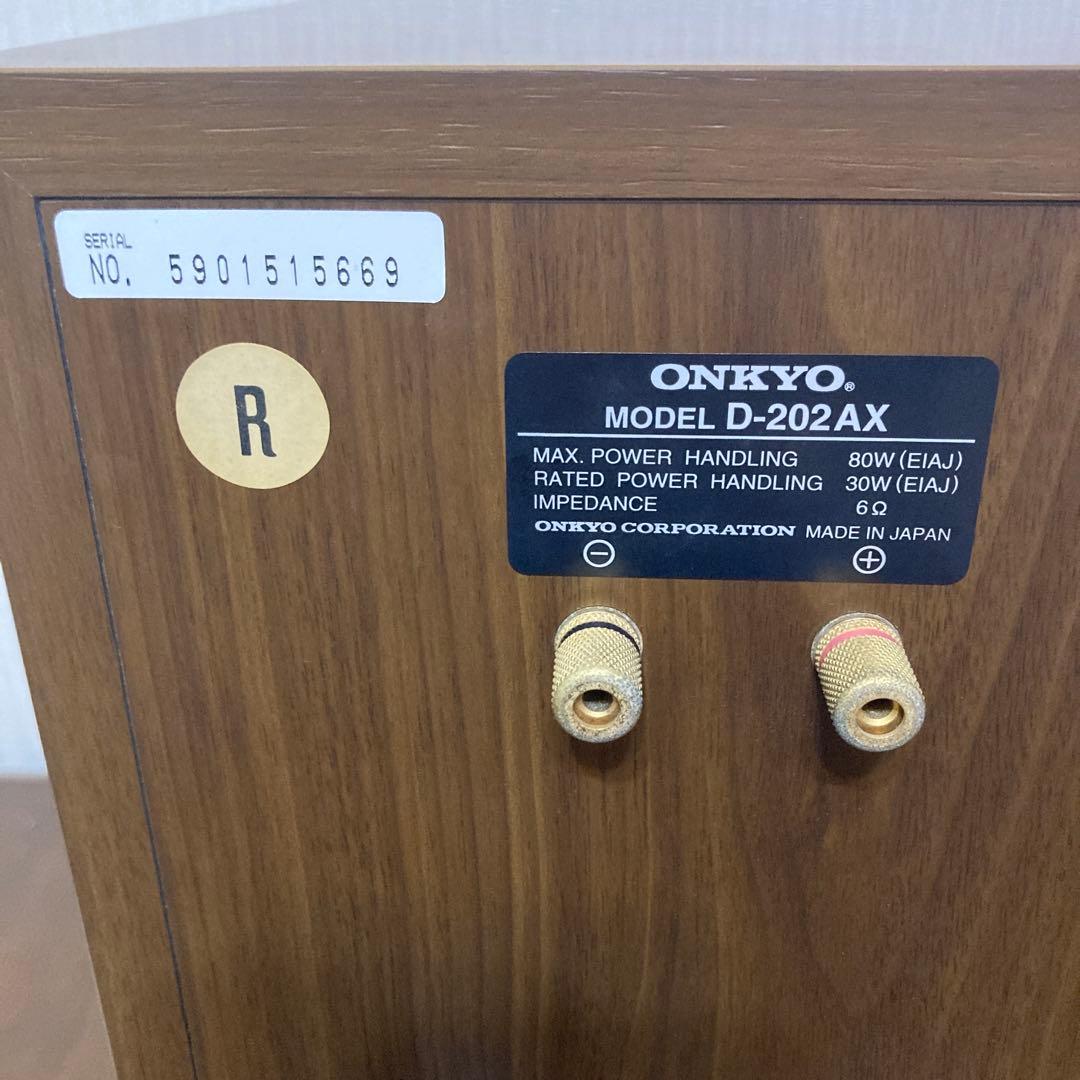 SERIAL
NO. 5901515669
R
ONKYO®
MODEL D-202AX
MAX. POWER HANDLING 80W (EIAJ)
RATED POWER HANDLING 30W (EIAJ)
IMPEDANCE 6Ω
ONKYO CORPORATION MADE IN JAPAN
⊖ ⊕